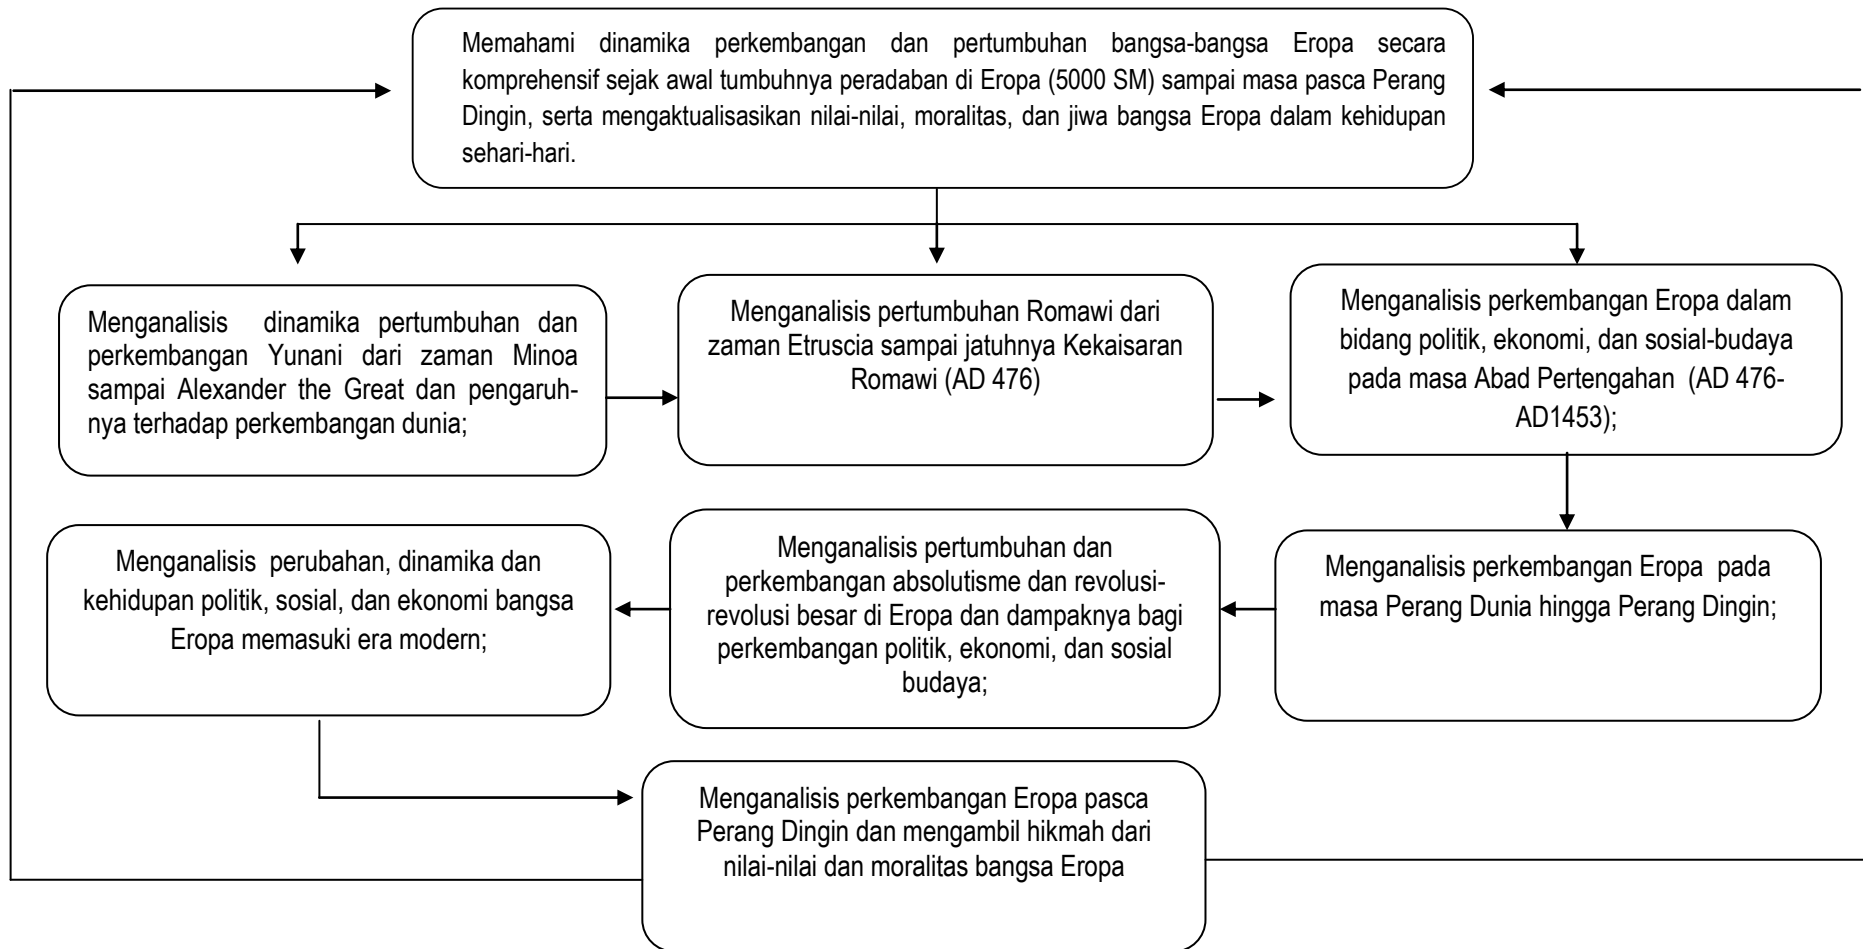 Memahami dinamika perkembangan dan pertumbuhan bangsa-bangsa Eropa secara
komprehensif sejak awal tumbuhnya peradaban di Eropa (5000 SM) sampai masa pasca Perang
Dingin, serta mengaktualisasikan nilai-nilai, moralitas, dan jiwa bangsa Eropa dalam kehidupan
sehari-hari.
Menganalisis dinamika pertumbuhan dan
perkembangan Yunani dari zaman Minoa
sampai Alexander the Great dan pengaruh-
nya terhadap perkembangan dunia;
Menganalisis pertumbuhan Romawi dari
zaman Etruscia sampai jatuhnya Kekaisaran
Romawi (AD 476)
Menganalisis perkembangan Eropa dalam
bidang politik, ekonomi, dan sosial-budaya
pada masa Abad Pertengahan (AD 476-
AD1453);
Menganalisis perubahan, dinamika dan
kehidupan politik, sosial, dan ekonomi bangsa
Eropa memasuki era modern;
Menganalisis pertumbuhan dan
perkembangan absolutisme dan revolusi-
revolusi besar di Eropa dan dampaknya bagi
perkembangan politik, ekonomi, dan sosial
budaya;
Menganalisis perkembangan Eropa pada
masa Perang Dunia hingga Perang Dingin;
Menganalisis perkembangan Eropa pasca
Perang Dingin dan mengambil hikmah dari
nilai-nilai dan moralitas bangsa Eropa